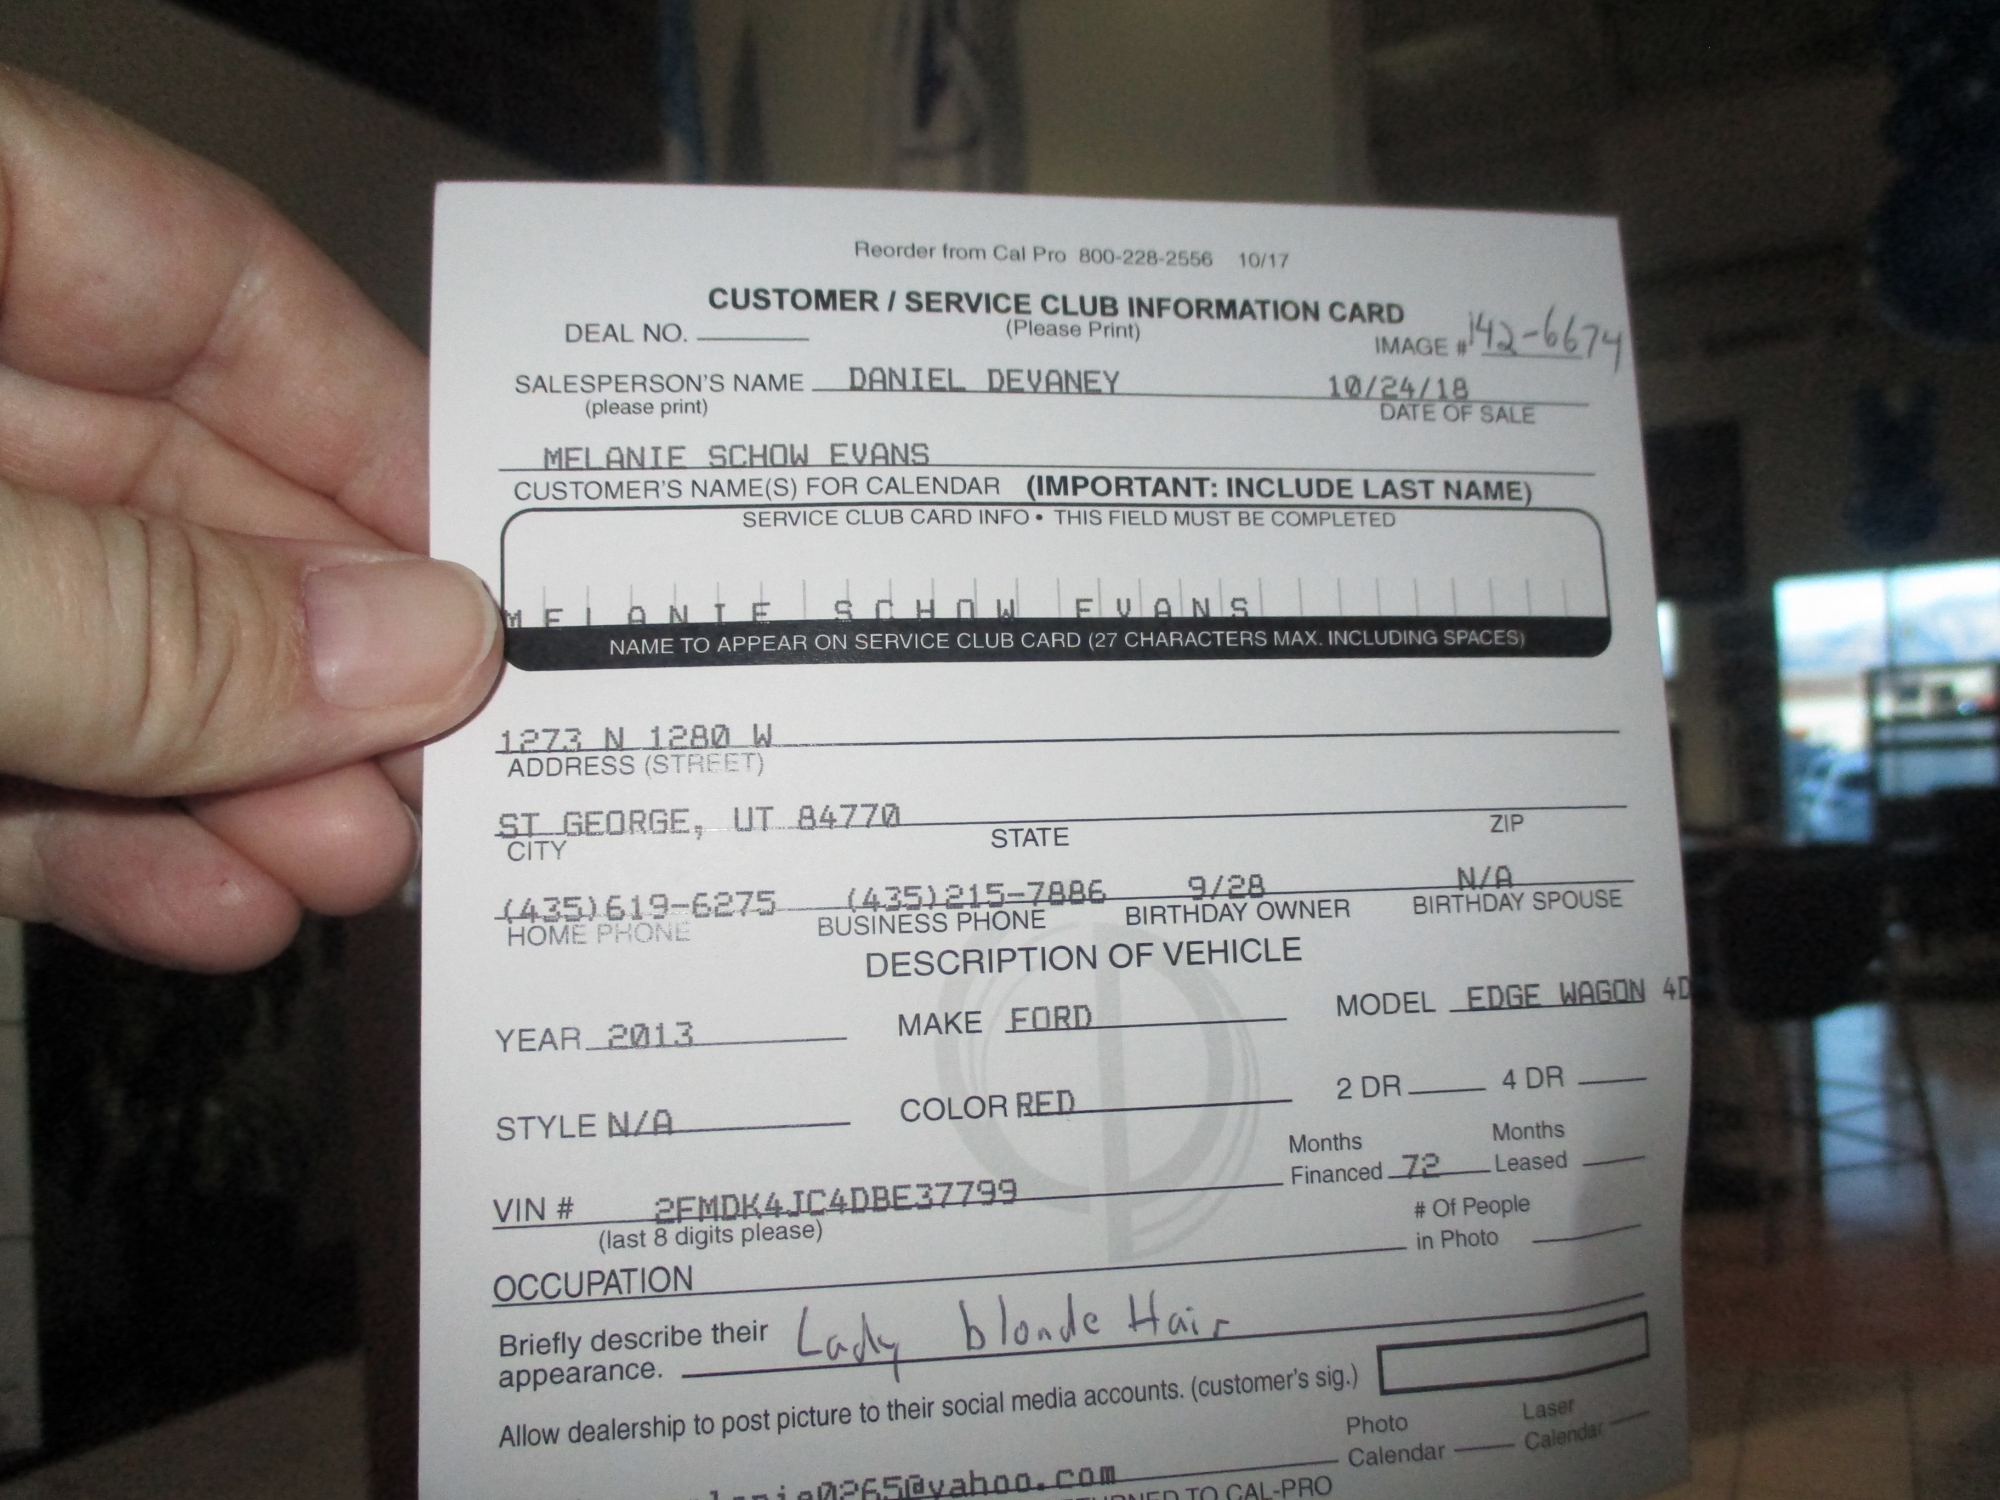 Reorder from Cal Pro 800-228-2556 10/17
CUSTOMER / SERVICE CLUB INFORMATION CARD
(Please Print)
DEAL NO.
IMAGE # 142-6674
SALESPERSON'S NAME DANIEL DEVANEY 10/24/18
(please print) DATE OF SALE
MELANIE SCHOW EVANS
CUSTOMER'S NAME(S) FOR CALENDAR (IMPORTANT: INCLUDE LAST NAME)
SERVICE CLUB CARD INFO • THIS FIELD MUST BE COMPLETED
MELANIE SCHOW EVANS
NAME TO APPEAR ON SERVICE CLUB CARD (27 CHARACTERS MAX. INCLUDING SPACES)
1273 N 1280 W
ADDRESS (STREET)
ST GEORGE, UT 84770
CITY STATE ZIP
(435)619-6275 (435)215-7886 9/28 N/A
HOME PHONE BUSINESS PHONE BIRTHDAY OWNER BIRTHDAY SPOUSE
DESCRIPTION OF VEHICLE
YEAR 2013 MAKE FORD MODEL EDGE WAGON 4D
STYLE N/A COLOR RED 2 DR 4 DR
Months Months
VIN # 2FMDK4JC4DBE37799 Financed 72 Leased
(last 8 digits please)
# Of People
in Photo
OCCUPATION
Briefly describe their Lady blonde Hair
appearance.
Allow dealership to post picture to their social media accounts. (customer's sig.)
Photo Laser
Calendar Calendar
lanie0265@yahoo.com
TO CAL-PRO